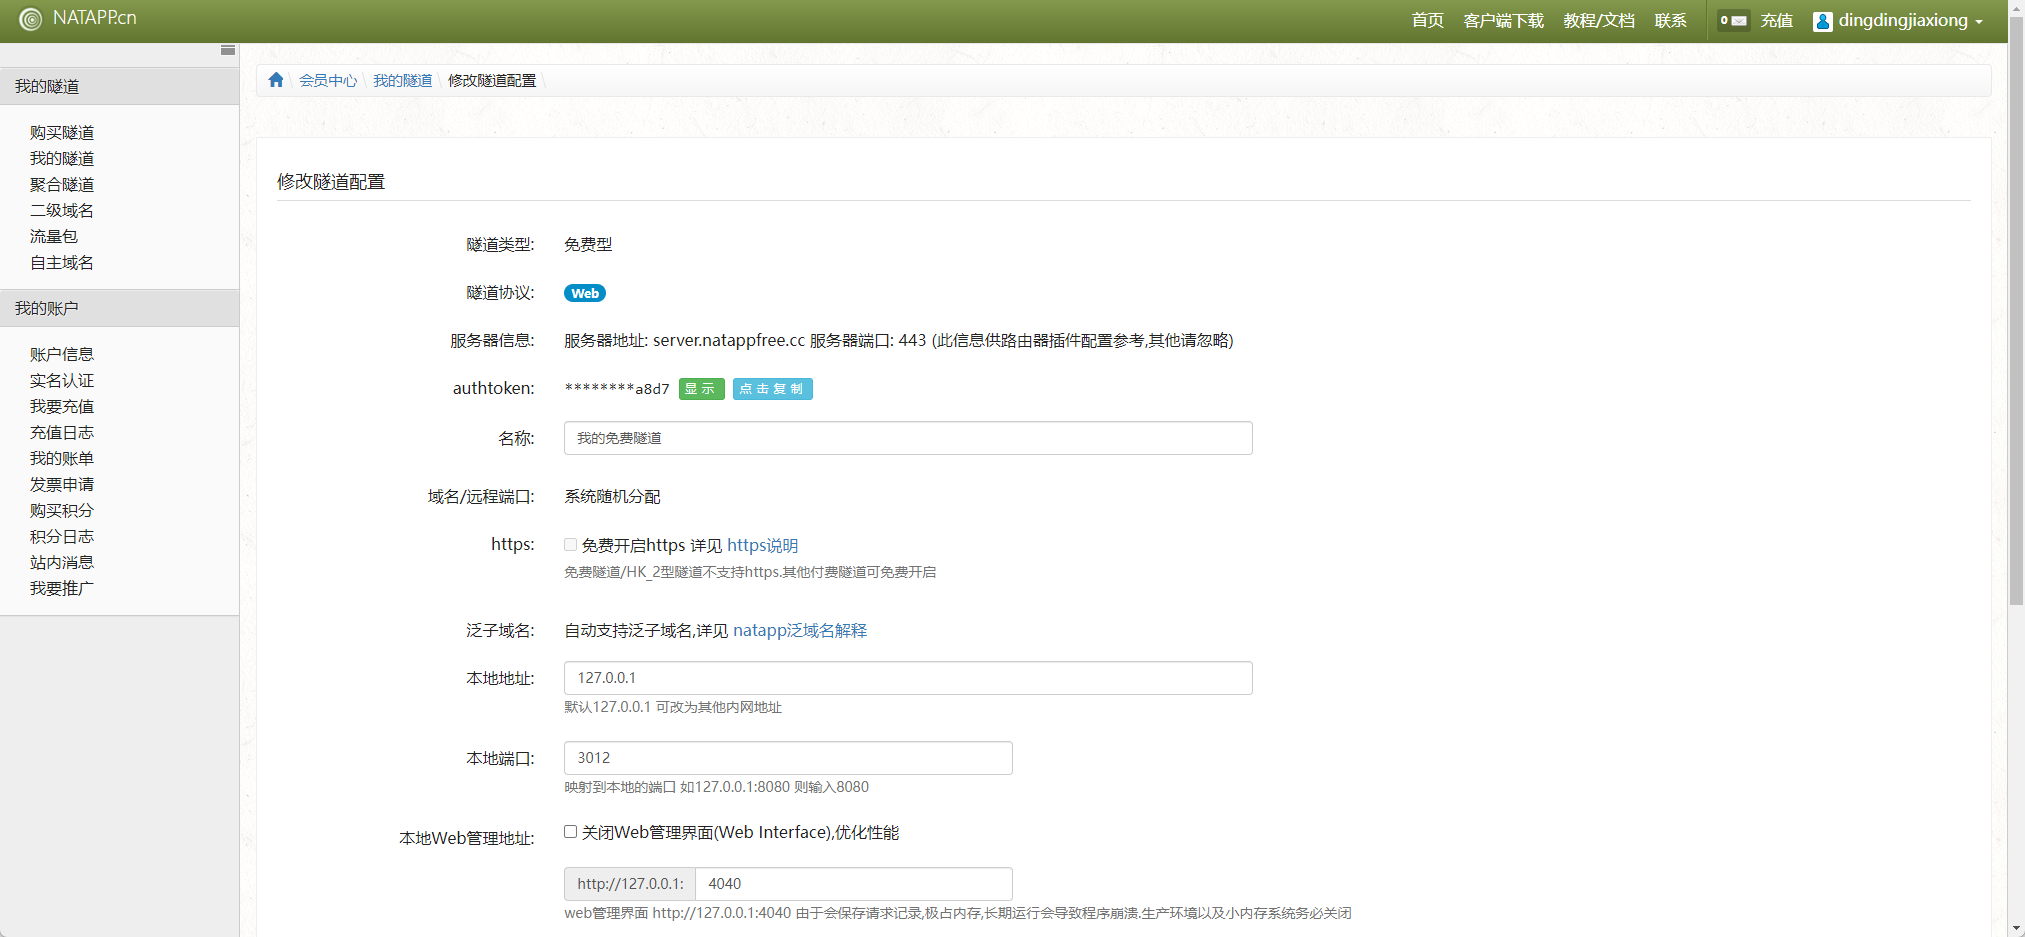 NATAPP.cn
首页 客户端下载 教程/文档 联系 0 充值 dingdingjiaxiong
我的隧道
购买隧道
我的隧道
聚合隧道
二级域名
流量包
自主域名
我的账户
账户信息
实名认证
我要充值
充值日志
我的账单
发票申请
购买积分
积分日志
站内消息
我要推广
会员中心 \ 我的隧道 \ 修改隧道配置 \
修改隧道配置
隧道类型: 免费型
隧道协议: Web
服务器信息: 服务器地址: server.natappfree.cc 服务器端口: 443 (此信息供路由器插件配置参考,其他请忽略)
authtoken: ********a8d7 显示 点击复制
名称: 我的免费隧道
域名/远程端口: 系统随机分配
https: 免费开启https 详见 https说明
免费隧道/HK_2型隧道不支持https.其他付费隧道可免费开启
泛子域名: 自动支持泛子域名,详见 natapp泛域名解释
本地地址: 127.0.0.1
默认127.0.0.1 可改为其他内网地址
本地端口: 3012
映射到本地的端口 如127.0.0.1:8080 则输入8080
本地Web管理地址: 关闭Web管理界面(Web Interface),优化性能
http://127.0.0.1: 4040
web管理界面 http://127.0.0.1:4040 由于会保存请求记录,极占内存,长期运行会导致程序崩溃.生产环境以及小内存系统务必关闭